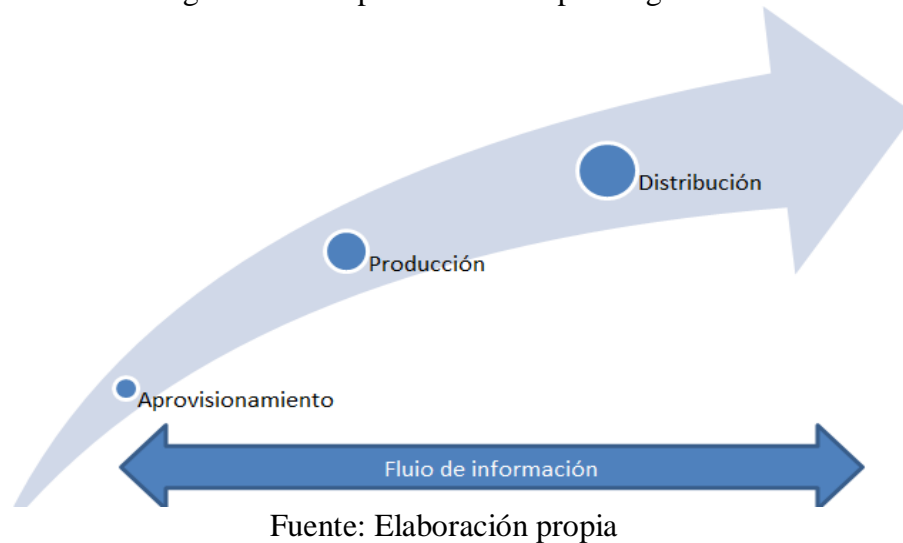 Distribución
Producción
Aprovisionamiento
Fluio de información
Fuente: Elaboración propia